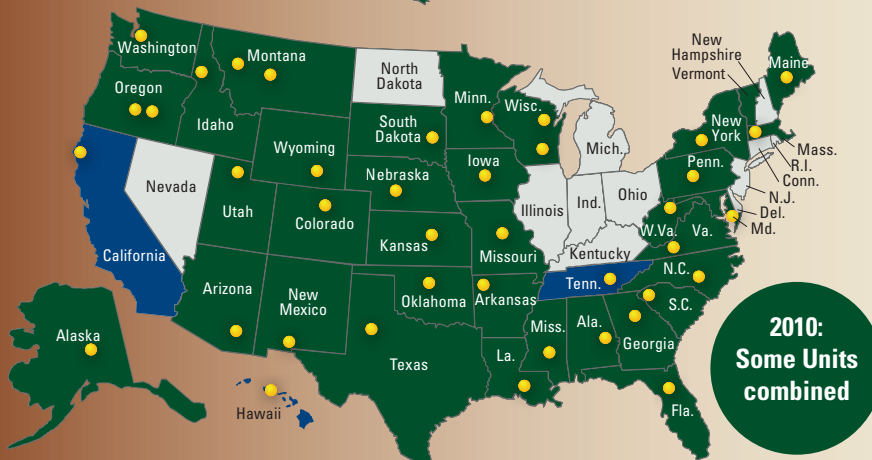 Washington
Montana
North
Dakota
Minn.
Wisc.
New
Hampshire
Vermont
Maine
Oregon
Idaho
South
Dakota
Wyoming
Mich.
New
York
Mass.
R.I.
Conn.
N.J.
Del.
Md.
Nevada
Utah
Colorado
Nebraska
Iowa
Illinois
Ind.
Ohio
Penn.
W.Va.
Va.
California
Kansas
Missouri
Kentucky
Tenn.
N.C.
S.C.
Arizona
New
Mexico
Oklahoma
Arkansas
Miss.
Ala.
Georgia
Texas
La.
Fla.
Alaska
Hawaii
2010:
Some Units
combined